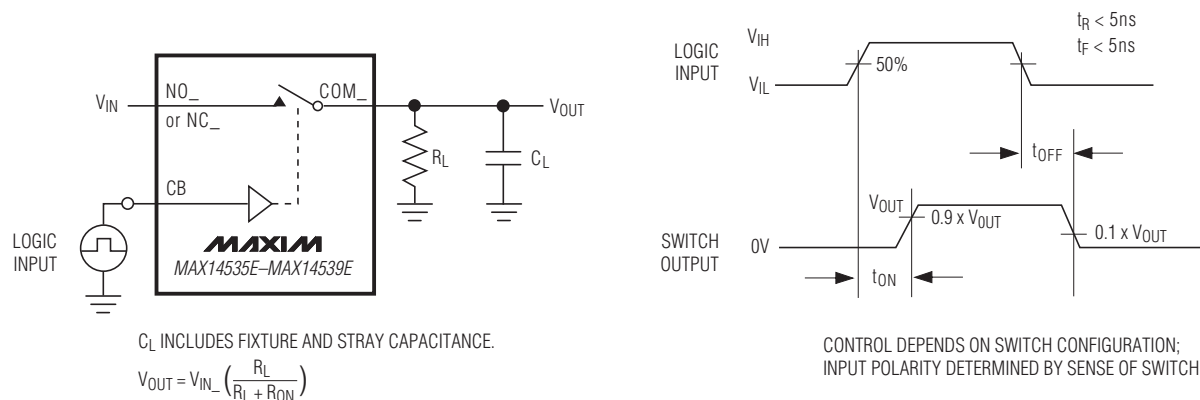 V_IN
NO_
or NC_
COM_
V_OUT
R_L
C_L
CB
LOGIC
INPUT
MAXIM
MAX14535E–MAX14539E
C_L INCLUDES FIXTURE AND STRAY CAPACITANCE.
V_OUT = V_IN_ (R_L / (R_L + R_ON))
LOGIC
INPUT
V_IH
V_IL
50%
t_R < 5ns
t_F < 5ns
t_OFF
SWITCH
OUTPUT
V_OUT
0V
0.9 x V_OUT
0.1 x V_OUT
t_ON
CONTROL DEPENDS ON SWITCH CONFIGURATION;
INPUT POLARITY DETERMINED BY SENSE OF SWITCH